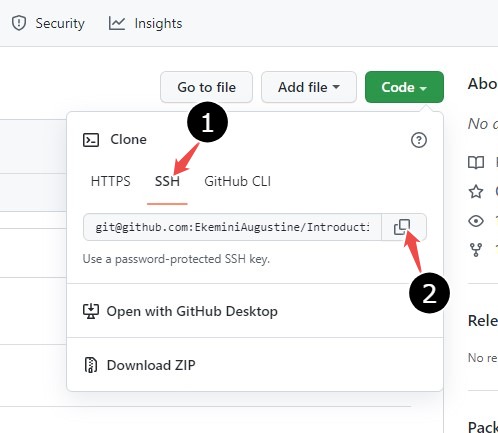 Security Insights
Go to file Add file Code
Abo
1
Clone
No
HTTPS SSH GitHub CLI
git@github.com:EkeminiAugustine/Introducti
Use a password-protected SSH key.
2
Open with GitHub Desktop
Rele
No re
Download ZIP
Pack